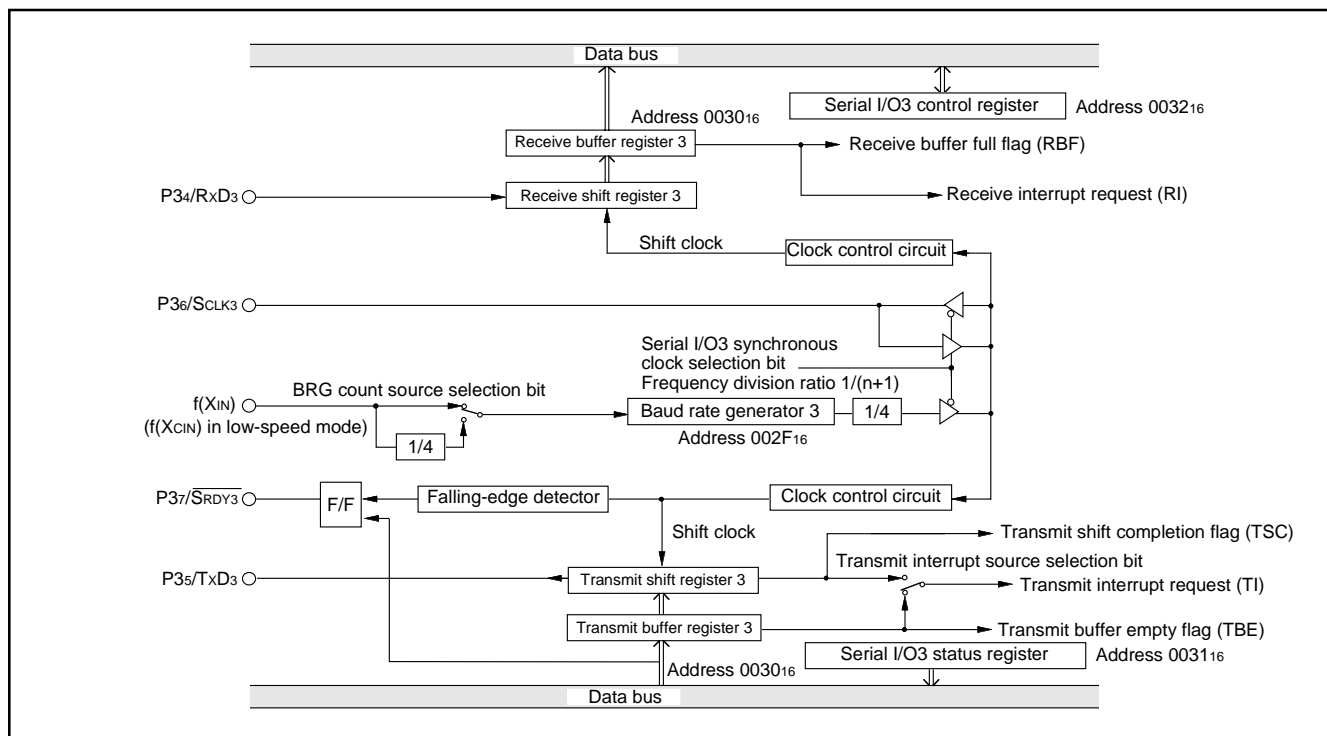 Data bus
Serial I/O3 control register
Address 0032₁₆
Address 0030₁₆
Receive buffer register 3
Receive buffer full flag (RBF)
P3₄/RxD₃
Receive shift register 3
Receive interrupt request (RI)
Shift clock
Clock control circuit
P3₆/SCLK3
Serial I/O3 synchronous
clock selection bit
Frequency division ratio 1/(n+1)
BRG count source selection bit
f(XIN)
(f(XCIN) in low-speed mode)
Baud rate generator 3
1/4
1/4
Address 002F₁₆
P3₇/S̅R̅D̅Y̅3̅
F/F
Falling-edge detector
Clock control circuit
Shift clock
Transmit shift completion flag (TSC)
Transmit interrupt source selection bit
P3₅/TxD₃
Transmit shift register 3
Transmit interrupt request (TI)
Transmit buffer register 3
Transmit buffer empty flag (TBE)
Address 0030₁₆
Serial I/O3 status register
Address 0031₁₆
Data bus